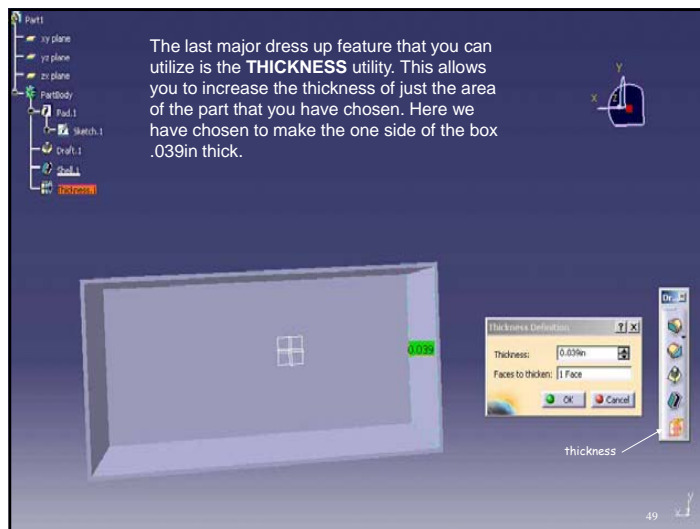 Part1
xy plane
yz plane
zx plane
PartBody
Pad.1
Sketch.1
Draft.1
Shell.1
Thickness.1
The last major dress up feature that you can
utilize is the THICKNESS utility. This allows
you to increase the thickness of just the area
of the part that you have chosen. Here we
have chosen to make the one side of the box
.039in thick.
Y
x
z
0.039
Dr...
Thickness Definition
Thickness: 0.039in
Faces to thicken: 1 Face
OK Cancel
thickness
49
y
x